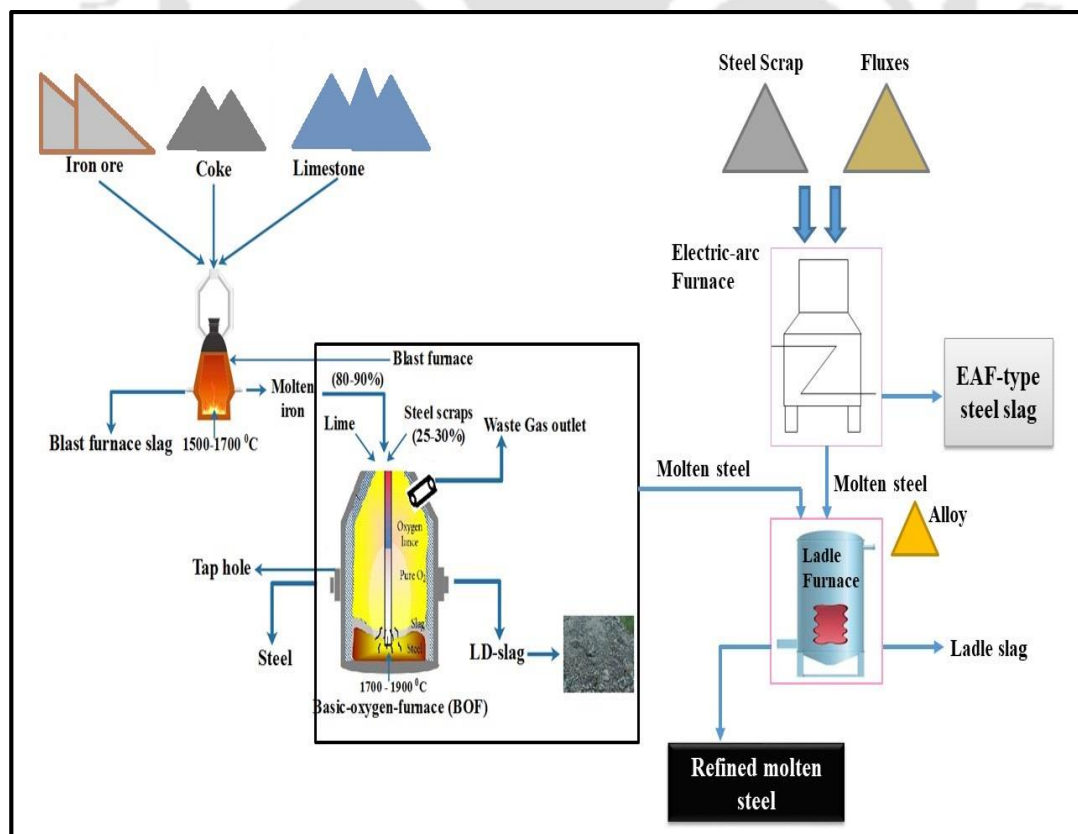 Steel Scrap
Fluxes
Iron ore
Coke
Limestone
Electric-arc
Furnace
Blast furnace
Molten
iron
(80-90%)
Blast furnace slag
1500-1700 ⁰C
Lime
Steel scraps
(25-30%)
Waste Gas outlet
EAF-type
steel slag
Molten steel
Molten steel
Alloy
Oxygen
lance
Pure O₂
Tap hole
Slag
Steel
Steel
LD-slag
1700 - 1900 ⁰C
Basic-oxygen-furnace (BOF)
Ladle
Furnace
Ladle slag
Refined molten
steel